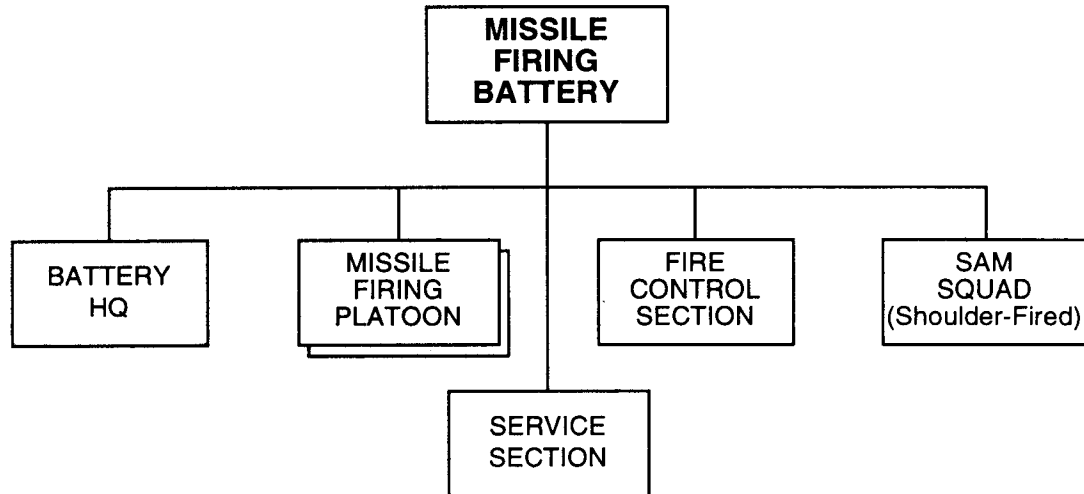 MISSILE
FIRING
BATTERY
BATTERY
HQ
MISSILE
FIRING
PLATOON
FIRE
CONTROL
SECTION
SAM
SQUAD
(Shoulder-Fired)
SERVICE
SECTION